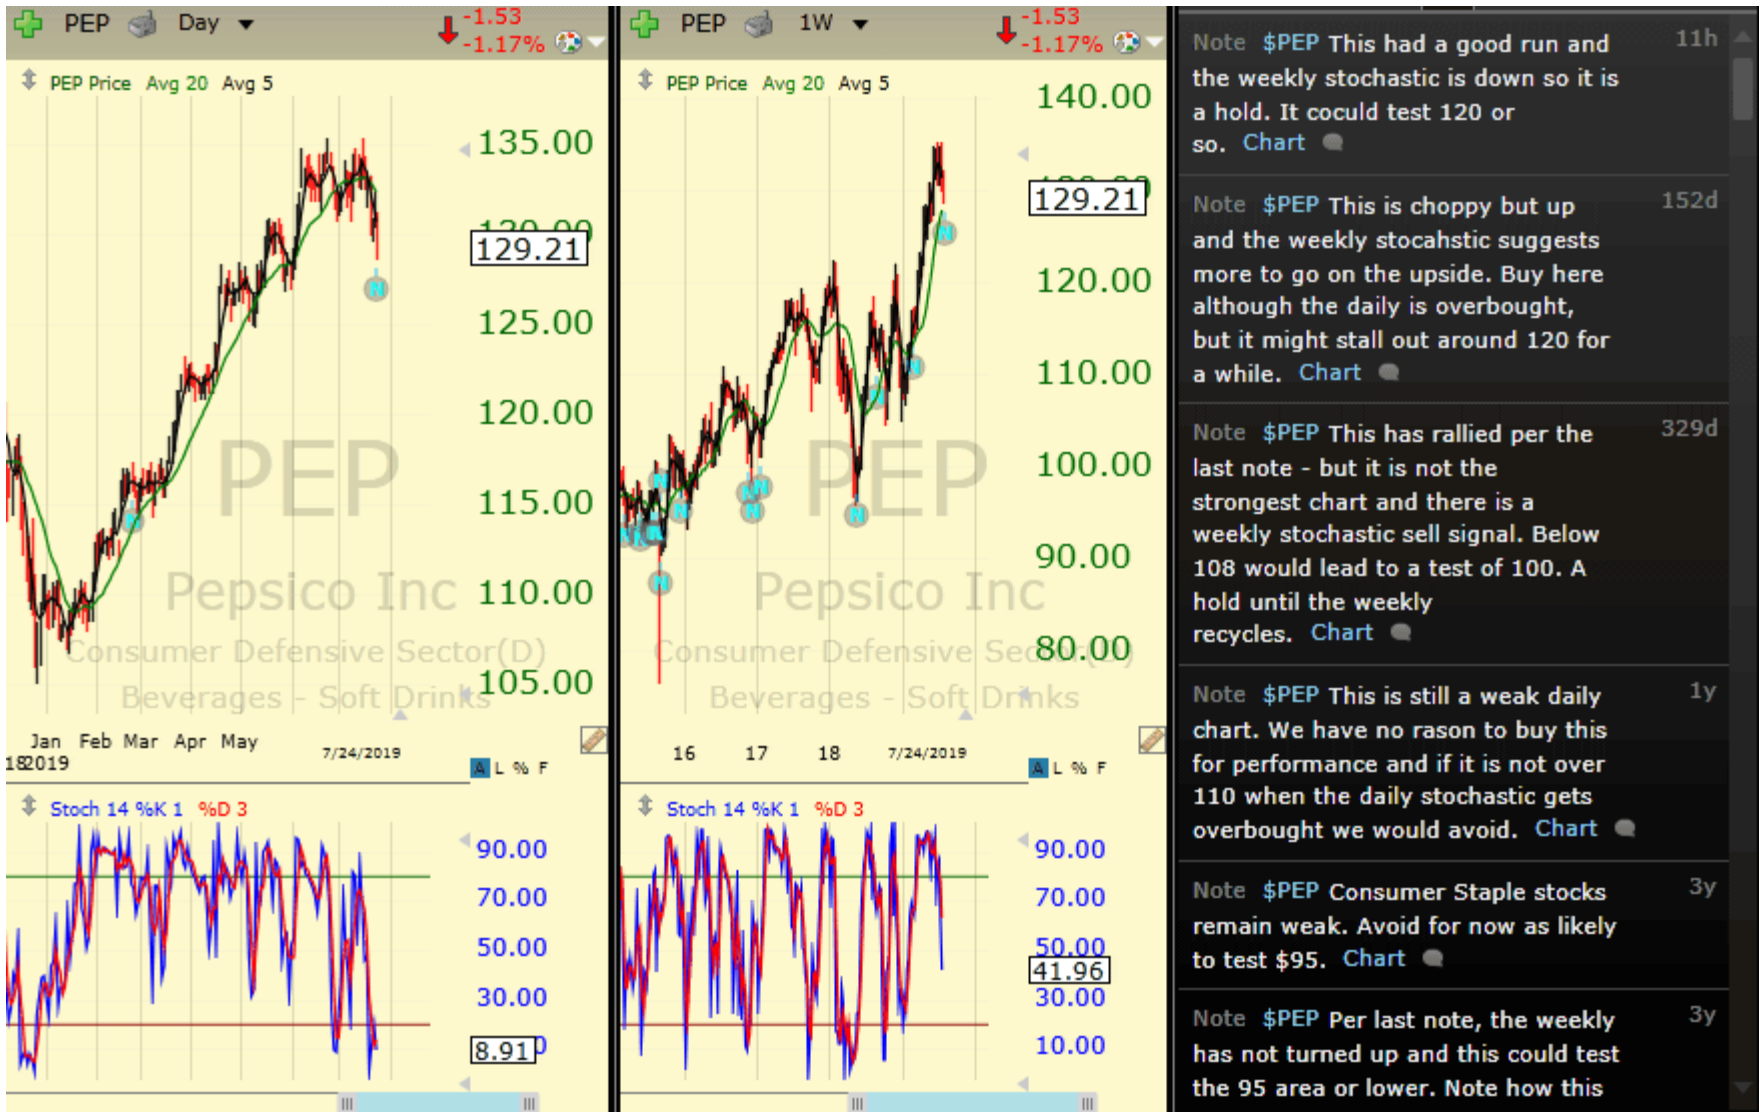 PEP Day
-1.53
-1.17%
PEP Price Avg 20 Avg 5
135.00
129.21
125.00
120.00
115.00
110.00
105.00
PEP
Pepsico Inc
Consumer Defensive Sector(D)
Beverages - Soft Drinks
Jan Feb Mar Apr May
2019
7/24/2019
A L % F
Stoch 14 %K 1 %D 3
90.00
70.00
50.00
30.00
8.91
PEP 1W
-1.53
-1.17%
PEP Price Avg 20 Avg 5
140.00
129.21
120.00
110.00
100.00
90.00
80.00
PEP
Pepsico Inc
Consumer Defensive Sector(D)
Beverages - Soft Drinks
16 17 18 7/24/2019
A L % F
Stoch 14 %K 1 %D 3
90.00
70.00
50.00
41.96
30.00
10.00
Note $PEP This had a good run and 11h
the weekly stochastic is down so it is
a hold. It cocould test 120 or
so. Chart
Note $PEP This is choppy but up 152d
and the weekly stocahstic suggests
more to go on the upside. Buy here
although the daily is overbought,
but it might stall out around 120 for
a while. Chart
Note $PEP This has rallied per the 329d
last note - but it is not the
strongest chart and there is a
weekly stochastic sell signal. Below
108 would lead to a test of 100. A
hold until the weekly
recycles. Chart
Note $PEP This is still a weak daily 1y
chart. We have no rason to buy this
for performance and if it is not over
110 when the daily stochastic gets
overbought we would avoid. Chart
Note $PEP Consumer Staple stocks 3y
remain weak. Avoid for now as likely
to test $95. Chart
Note $PEP Per last note, the weekly 3y
has not turned up and this could test
the 95 area or lower. Note how this